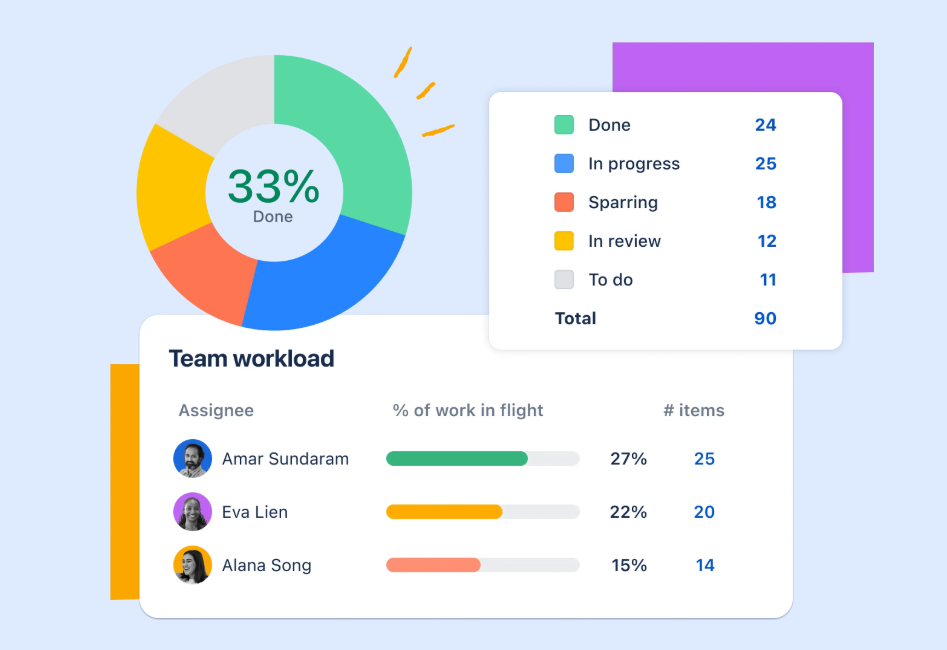 33%
Done
Done 24
In progress 25
Sparring 18
In review 12
To do 11
Total 90
Team workload
Assignee % of work in flight # items
Amar Sundaram 27% 25
Eva Lien 22% 20
Alana Song 15% 14